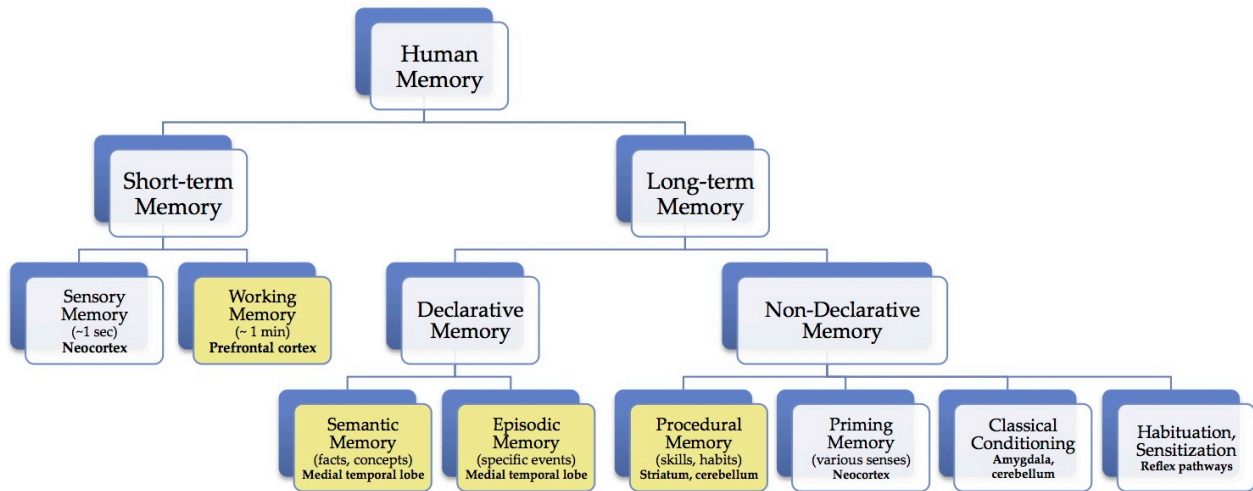 Human
Memory
Short-term
Memory
Long-term
Memory
Sensory
Memory
(~1 sec)
Neocortex
Working
Memory
(~ 1 min)
Prefrontal cortex
Declarative
Memory
Non-Declarative
Memory
Semantic
Memory
(facts, concepts)
Medial temporal lobe
Episodic
Memory
(specific events)
Medial temporal lobe
Procedural
Memory
(skills, habits)
Striatum, cerebellum
Priming
Memory
(various senses)
Neocortex
Classical
Conditioning
Amygdala,
cerebellum
Habituation,
Sensitization
Reflex pathways